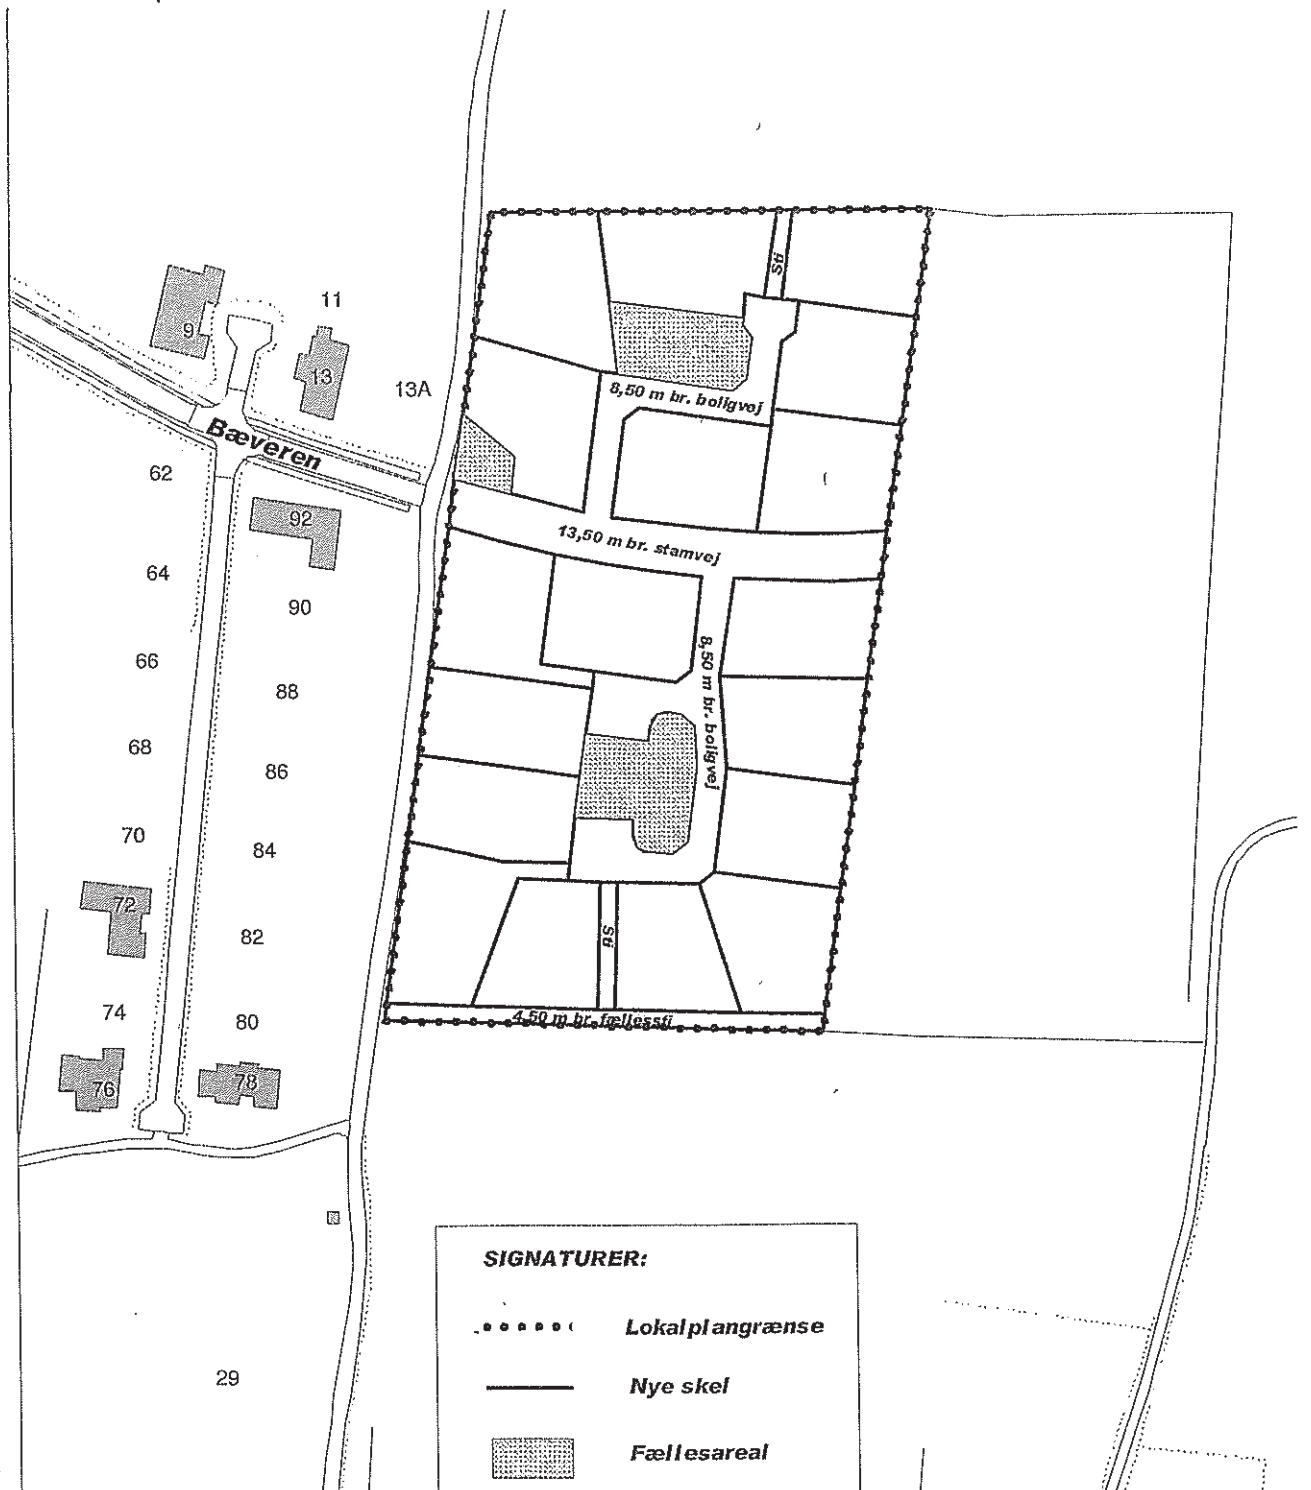 Sti
11
9
13
13A
8,50 m br. boligvej
Bæveren
62
92
13,50 m br. stamvej
64
90
66
88
8,50 m br. boligvej
68
86
70
84
72
82
Sti
74
80
4,50 m br. fællessti
76
78
SIGNATURER:
Lokalplangrænse
Nye skel
29
Fællesareal